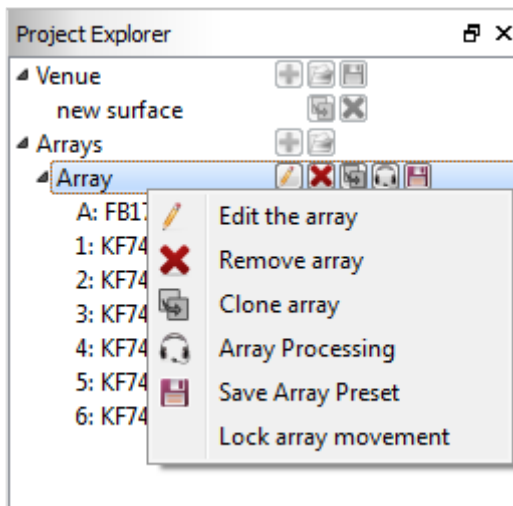 Project Explorer
Venue
new surface
Arrays
Array
A: FB17
Edit the array
1: KF74
Remove array
2: KF74
Clone array
3: KF74
4: KF74
Array Processing
5: KF74
Save Array Preset
6: KF74
Lock array movement